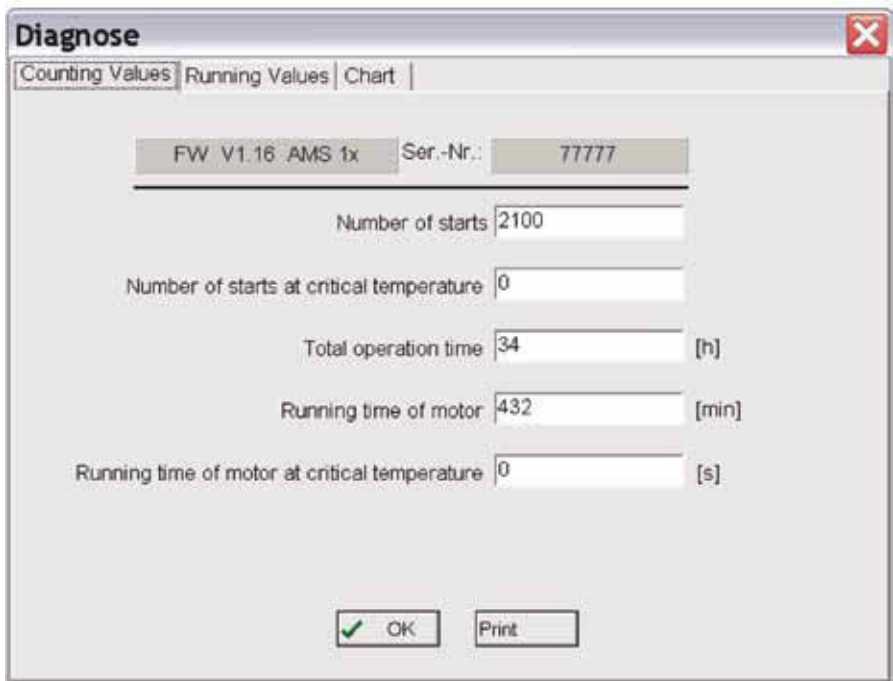 Diagnose
Counting Values Running Values Chart
FW V1.16 AMS 1x Ser.-Nr.: 77777
Number of starts 2100
Number of starts at critical temperature 0
Total operation time 34 [h]
Running time of motor 432 [min]
Running time of motor at critical temperature 0 [s]
OK Print